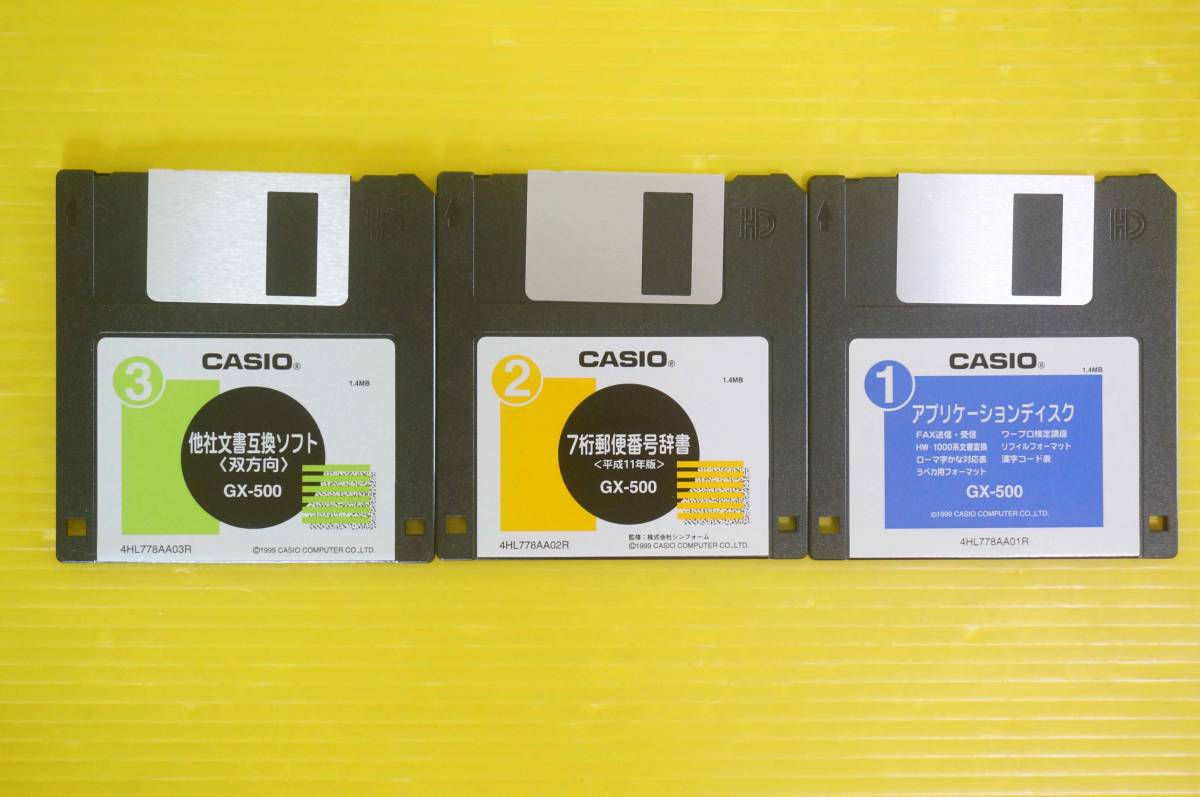 HD
3
CASIO®
1.4MB
他社文書互換ソフト
〈双方向〉
GX-500
4HL778AA03R
©1999 CASIO COMPUTER CO.,LTD.
HD
2
CASIO®
1.4MB
7桁郵便番号辞書
<平成11年版>
GX-500
監修：株式会社シンフォーム
4HL778AA02R
©1999 CASIO COMPUTER CO.,LTD.
HD
1
CASIO®
1.4MB
アプリケーションディスク
FAX送信・受信 ワープロ検定講座
HW-1000系文書変換 リフィルフォーマット
ローマ字かな対応表 漢字コード表
ラベカ用フォーマット
GX-500
©1999 CASIO COMPUTER CO.,LTD.
4HL778AA01R